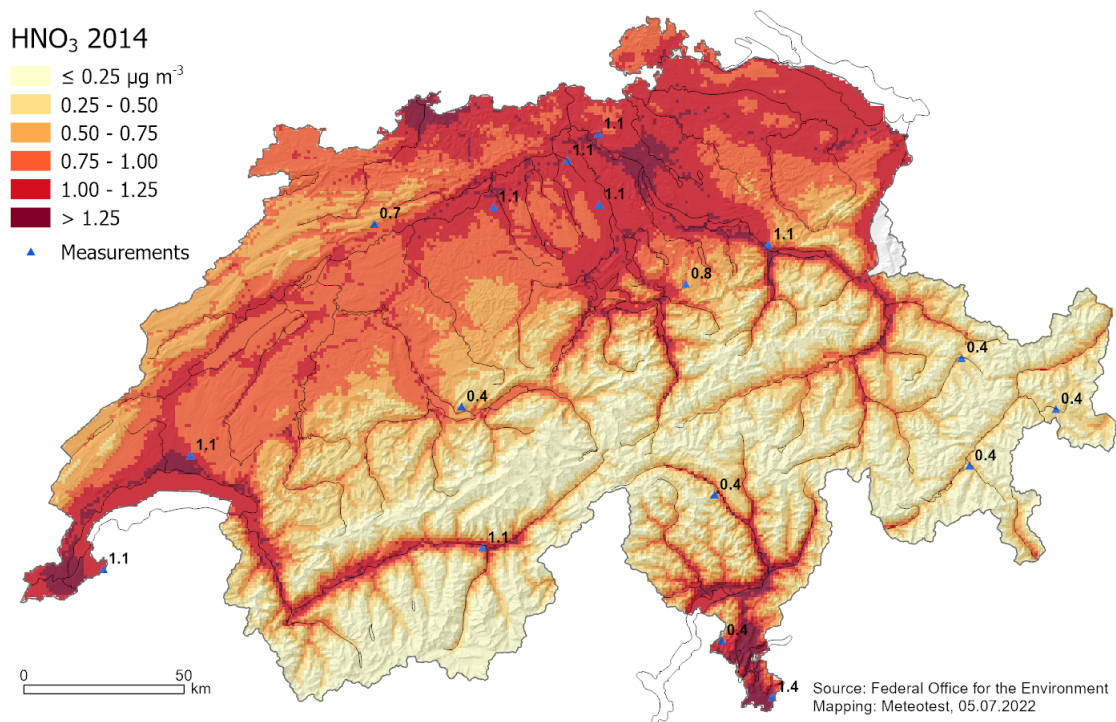 HNO₃ 2014
≤ 0.25 µg m⁻³
0.25 - 0.50
0.50 - 0.75
0.75 - 1.00
1.00 - 1.25
> 1.25
Measurements
1.1
1.1
1.1
1.1
0.7
1.1
0.8
0.4
0.4
0.4
1.1
0.4
0.4
1.1
1.1
0.4
1.4
0
50
km
Source: Federal Office for the Environment
Mapping: Meteotest, 05.07.2022